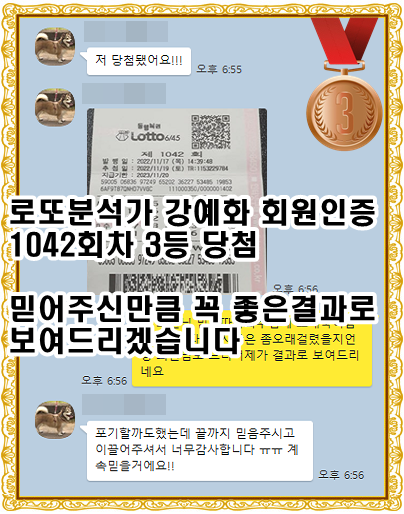 저 당첨됐어요!!!
오후 6:55
3
동행복권
Lotto 6/45
제 1042 회
발 행 일 : 2022/11/17 (목) 14:39:48
추 첨 일 : 2022/11/19 (토)
지급기한 : 2023/11/20
로또분석가 강예화 회원인증
1042회차 3등 당첨
오후 6:56
믿어주신만큼 꼭 좋은결과로
보여드리겠습니다
은 좀오래걸렸을지언
제가 결과로 보여드리
네요
오후 6:56
포기할까도했는데 끝까지 믿음주시고
이끌어주셔서 너무감사합니다 ㅠㅠ 계
속믿을거에요!!
오후 6:56